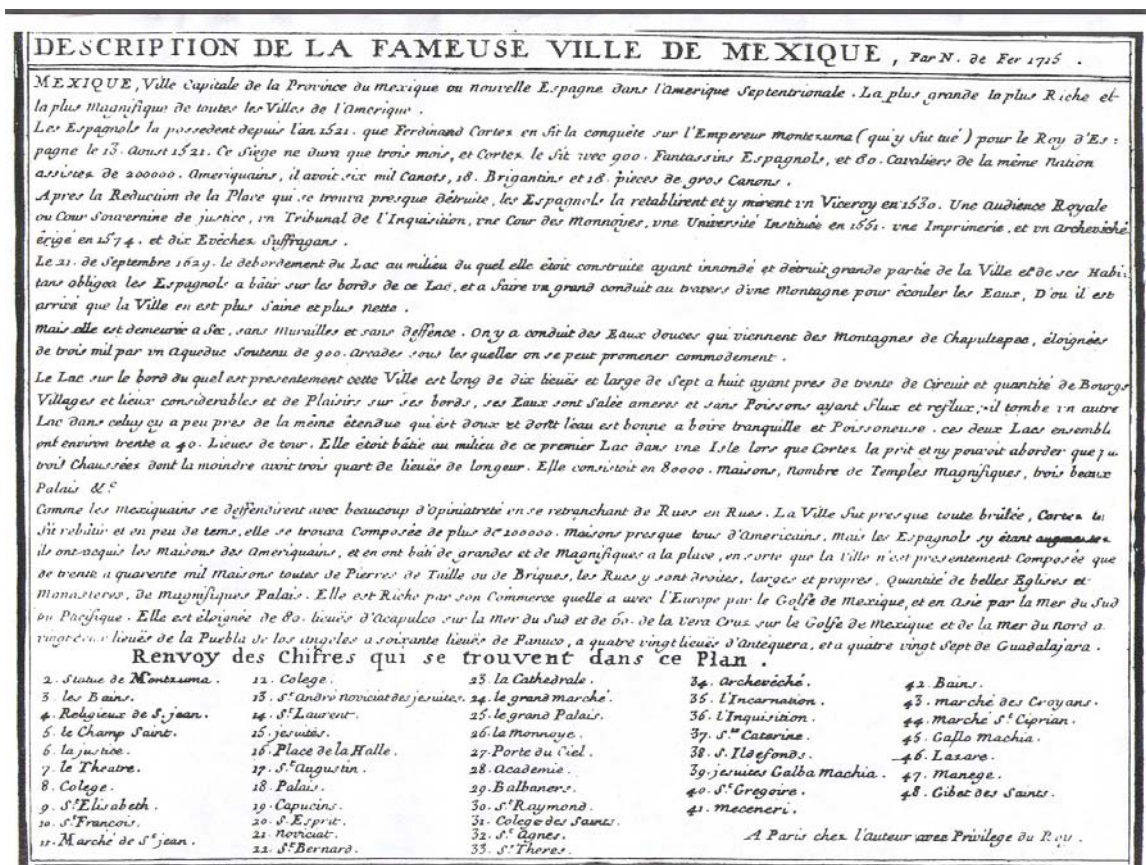 DESCRIPTION DE LA FAMEUSE VILLE DE MEXIQUE, Par N. de Fer 1715.
MEXIQUE, Ville Capitale de la Province du mexique ou nouvelle Espagne dans l'Amerique Septentrionale. La plus grande la plus Riche et
la plus magnifique de toutes les Villes de l'Amerique.
Les Espagnols la possedent depuis l'an 1521. que Ferdinand Cortez en fit la conquête sur l'Empereur montezuma (qui y fut tué) pour le Roy d'Es:
pagne le 13. Aoust 1521. Ce Siege ne dura que trois mois, et Cortez le fit avec 900. Fantassins Espagnols, et 80. Cavaliers de la même Nation
assistez de 200000. Ameriquains, il avoit six mil Canots, 18. Brigantins et 18. pieces de gros Canons.
Apres la Reduction de la Place qui se trouva presque détruite, les Espagnols la retablirent et y mirent vn Viceroy en 1530. Une Audience Royale
ou Cour Souveraine de justice, vn Tribunal de l'Inquisition, vne Cour des Monnoyes, vne Université Instituée en 1551. vne Imprimerie, et vn Archevêché
érigé en 1574. et dix Evêchez Suffragans.
Le 21. de Septembre 1629. le debordement du Lac au milieu du quel elle étoit construite ayant innondé et détruit grande partie de la Ville et de ses Habi:
tans obligea les Espagnols a bâtir sur les bords de ce Lac, et a faire vn grand conduit au travers d'vne Montagne pour écouler les Eaux, D'ou il est
arrivé que la Ville en est plus Saine et plus nette.
mais elle est demeurée a Sec, sans murailles et sans deffence. On y a conduit des Eaux douces qui viennent des Montagnes de Chapultepec, éloignées
de trois mil par vn Aqueduc Soutenu de 900. Arcades sous les quelles on se peut promener commodement.
Le Lac sur le bord du quel est presentement cette Ville est long de dix lieuës et large de Sept a huit ayant pres de trente de Circuit et quantité de Bourgs
Villages et lieux considerables et de Plaisirs sur ses bords, ses Eaux sont Salée ameres et sans Poissons ayant flux et reflux, il tombe vn autre
Lac dans celuy cy a peu pres de la même étendue qui est doux et dont l'eau est bonne a boire tranquille et Poissoneuse. ces deux Lacs ensembl
ont environ trente a 40. Lieues de tour. Elle étoit bâtie au milieu de ce premier Lac dans vne Isle lors que Cortez la prit et ny pouvoit aborder que
trois Chaussées dont la moindre avoit trois quart de lieuës de longeur. Elle consistoit en 80000. maisons, nombre de Temples magnifiques, trois beaux
Palais &c.
Comme les mexiquains se deffendirent avec beaucoup d'opiniatreté en se retranchant de Rues en Rues. La Ville fut presque toute brûlée, Cortez la
fit rebâtir et en peu de tems, elle se trouva Composée de plus de 100000. maisons presque tous d'Americains, mais les Espagnols sy étant
ils ont acquis les maisons des Ameriquains, et en ont bâti de grandes et de magnifiques a la place, en sorte que la Ville n'est presentement Composée que
de trente a quarente mil maisons toutes de Pierres de Taille ou de Briques, les Rues y sont droites, larges et propres, Quantité de belles Eglises et
monasteres, de magnifiques Palais. Elle est Riche par son Commerce quelle a avec l'Europe par le Golfe de mexique, et en Asie par la Mer du Sud
ou Pacifique. Elle est éloignée de 80. lieuës d'Acapulco sur la Mer du Sud et de 60. de la Vera Cruz sur le Golfe de mexique et de la mer du nord a
vingt deux lieuës de la Puebla de los angeles a soixante lieuës de Panuco, a quatre vingt lieuës d'Antequera, et a quatre vingt Sept de Guadalajara.
Renvoy des Chifres qui se trouvent dans ce Plan.
2. Statue de Montzuma.
3. les Bains.
4. Religieux de S. jean.
5. le Champ Saint.
6. la justice.
7. le Theatre.
8. Colege.
9. St. Elisabeth.
10. St. Francois.
11. Marché de St. jean.
12. Colege.
13. St. André noviciat des jesuites.
14. St. Laurent.
15. jesuites.
16. Place de la Halle.
17. St. Augustin.
18. Palais.
19. Capucins.
20. S. Esprit.
21. noviciat.
22. St. Bernard.
23. la Cathedrale.
24. le grand marché.
25. le grand Palais.
26. la monnoye.
27. Porte du Ciel.
28. Academie.
29. Balbaners.
30. St. Raymond.
31. Colege des Saints.
32. St. Agnes.
33. St. Theres.
34. Archevêché.
35. l'Incarnation.
36. l'Inquisition.
37. Ste. Caterine.
38. S. Ildefonds.
39. jesuites Galba Machia.
40. St. Gregoire.
41. meceneri.
42. Bains.
43. marché des Croyans.
44. marché St. Ciprian.
45. Gallo machia.
46. Lazare.
47. Manege.
48. Gibet des Saints.
A Paris chez l'auteur avec Privilege du Roy.